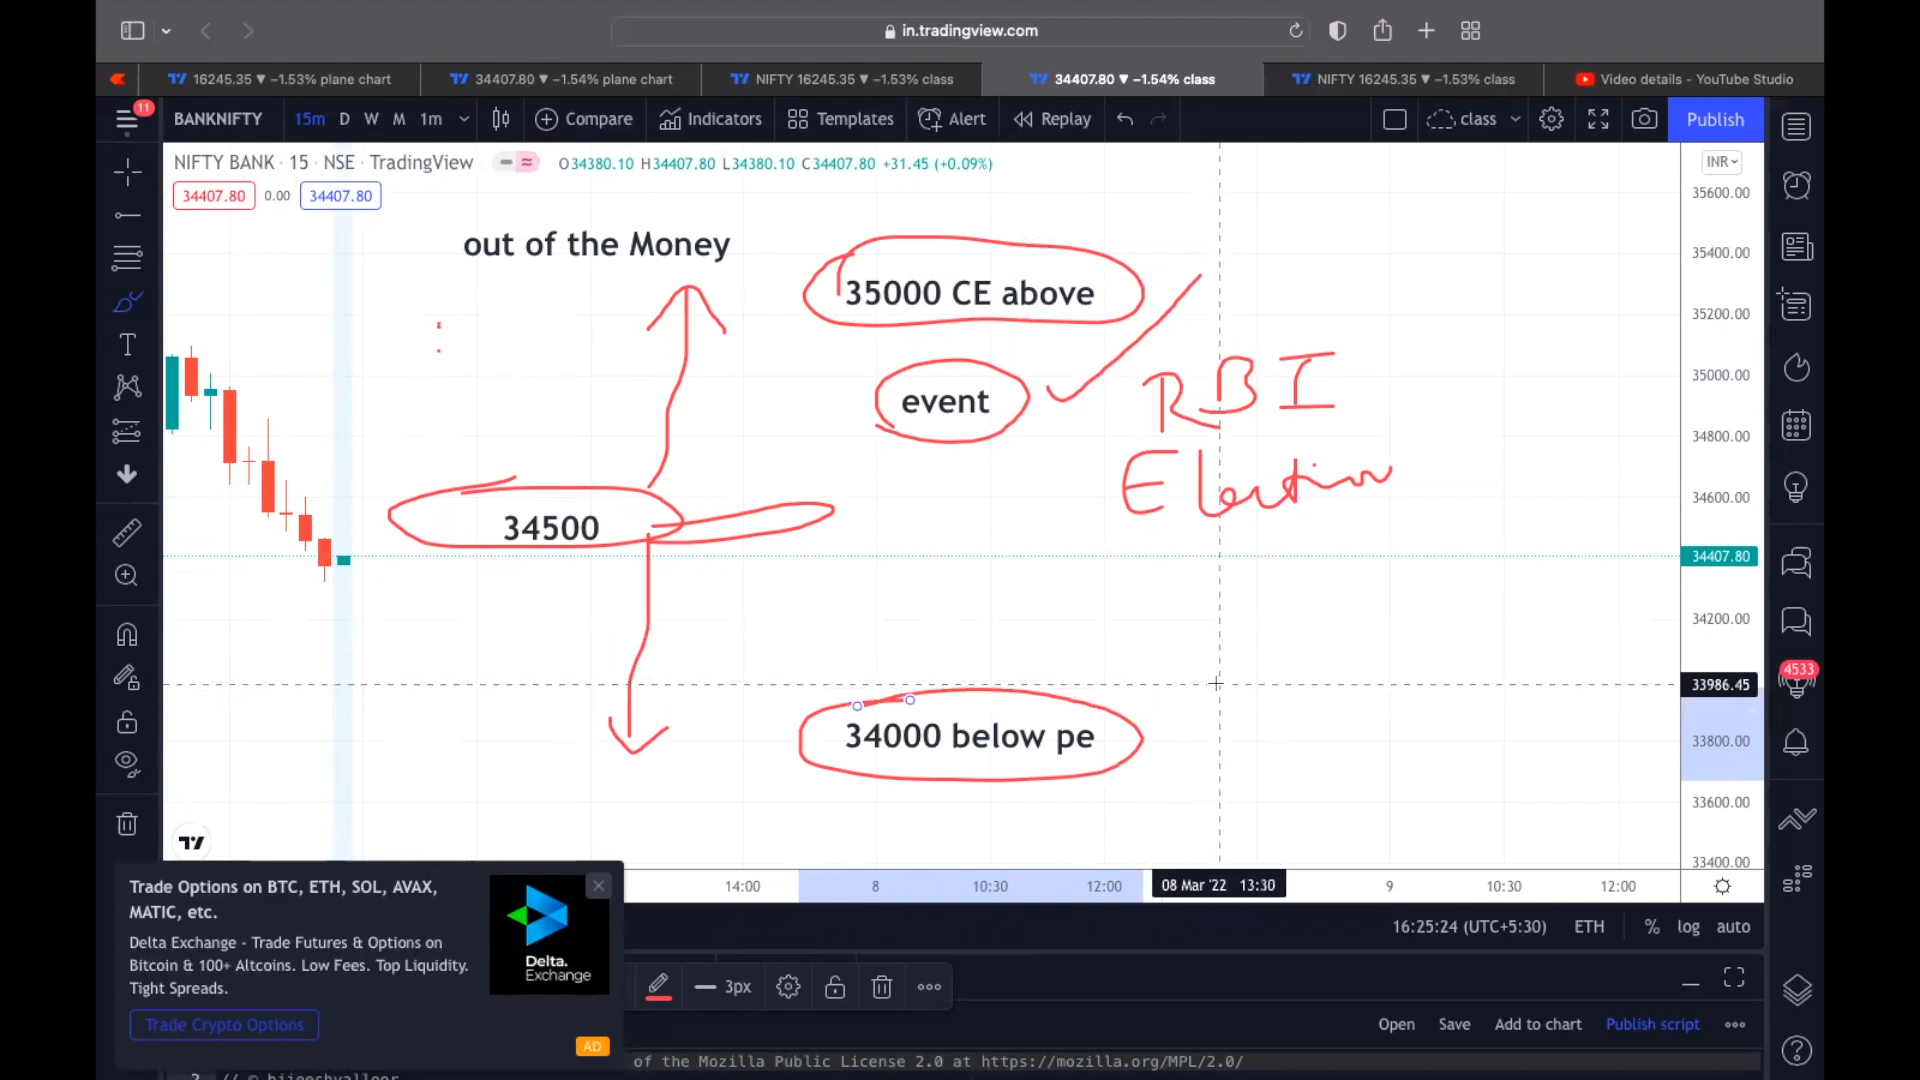 in.tradingview.com
16245.35 ▼ −1.53% plane chart
34407.80 ▼ −1.54% plane chart
NIFTY 16245.35 ▼ −1.53% class
34407.80 ▼ −1.54% class
NIFTY 16245.35 ▼ −1.53% class
Video details - YouTube Studio
11
BANKNIFTY 15m D W M 1m Compare Indicators Templates Alert Replay class Publish
NIFTY BANK · 15 · NSE · TradingView O34380.10 H34407.80 L34380.10 C34407.80 +31.45 (+0.09%)
INR
34407.80 0.00 34407.80
35600.00
35400.00
35200.00
35000.00
34800.00
34600.00
34407.80
34200.00
33986.45
33800.00
33600.00
33400.00
out of the Money
35000 CE above
event
RBI
Election
34500
34000 below pe
4533
14:00 8 10:30 12:00 08 Mar '22 13:30 9 10:30 12:00
16:25:24 (UTC+5:30) ETH % log auto
Trade Options on BTC, ETH, SOL, AVAX,
MATIC, etc.
Delta Exchange - Trade Futures & Options on
Bitcoin & 100+ Altcoins. Low Fees. Top Liquidity.
Tight Spreads.
Trade Crypto Options
Delta.
Exchange
AD
3px
Open Save Add to chart Publish script
of the Mozilla Public License 2.0 at https://mozilla.org/MPL/2.0/
2 // ©